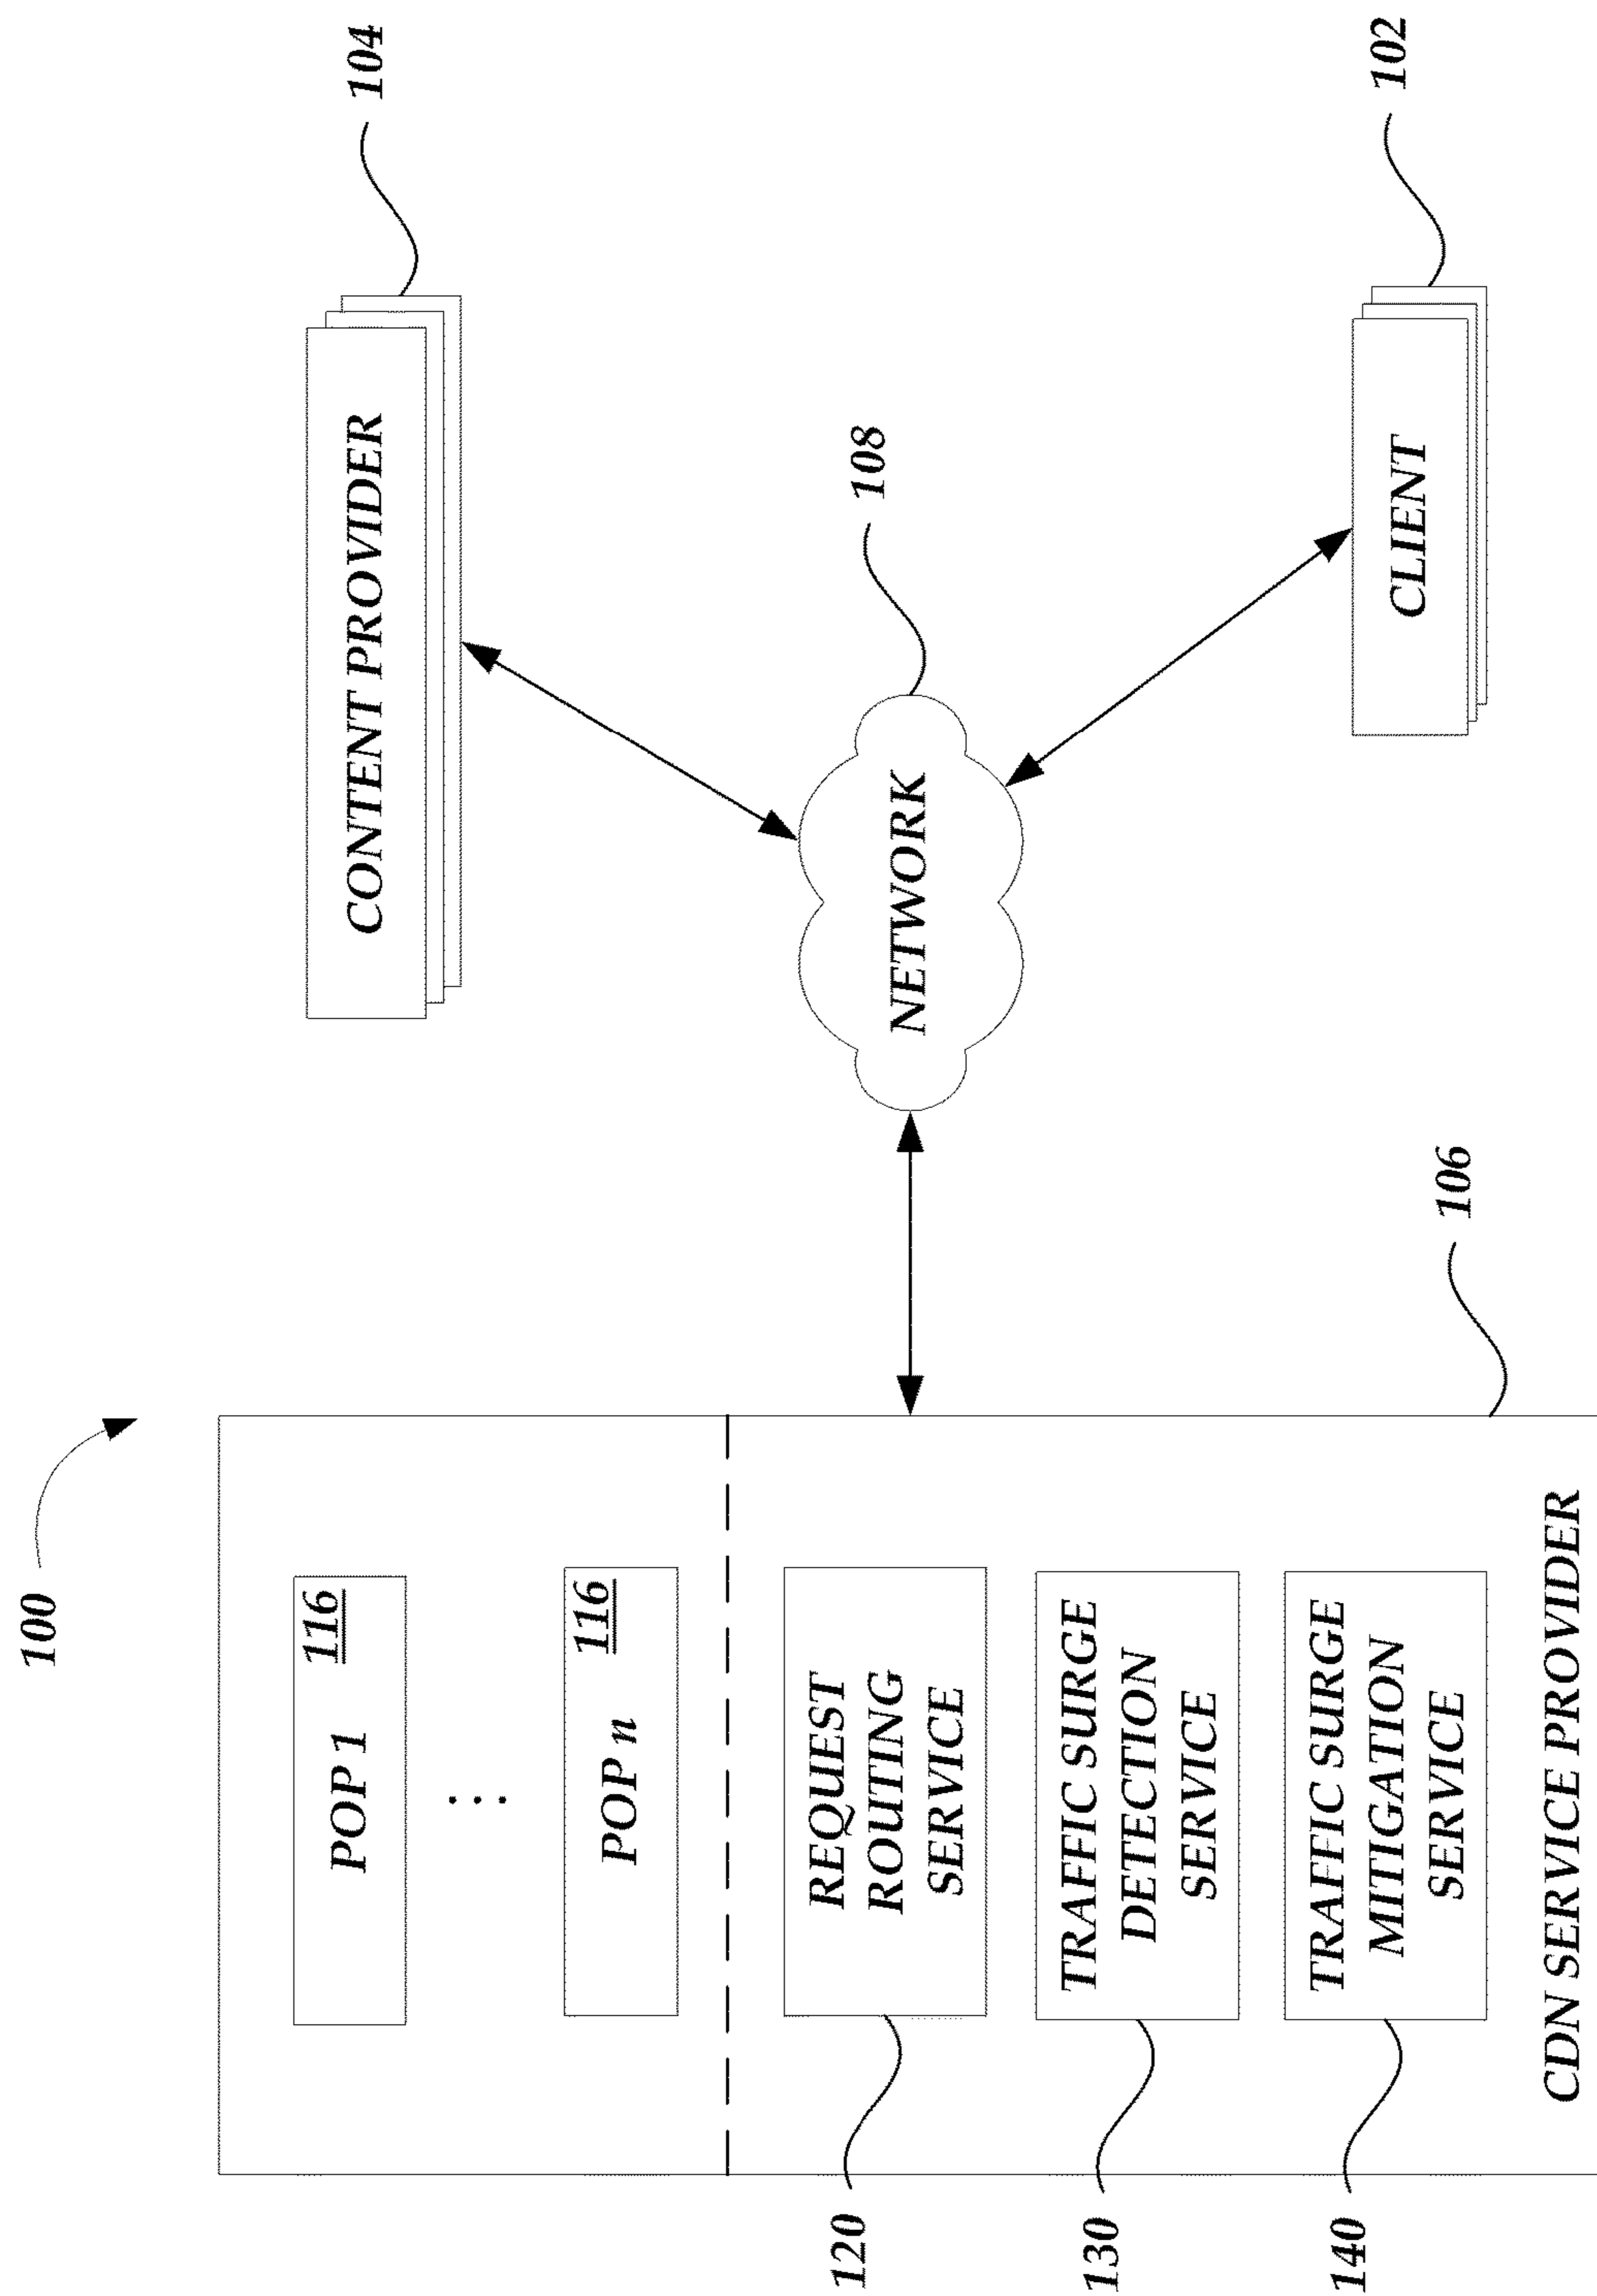 100
POP 1
116
POP n
116
REQUEST
ROUTING
SERVICE
120
TRAFFIC SURGE
DETECTION
SERVICE
130
TRAFFIC SURGE
MITIGATION
SERVICE
140
CDN SERVICE PROVIDER
106
NETWORK
108
CONTENT PROVIDER
104
CLIENT
102